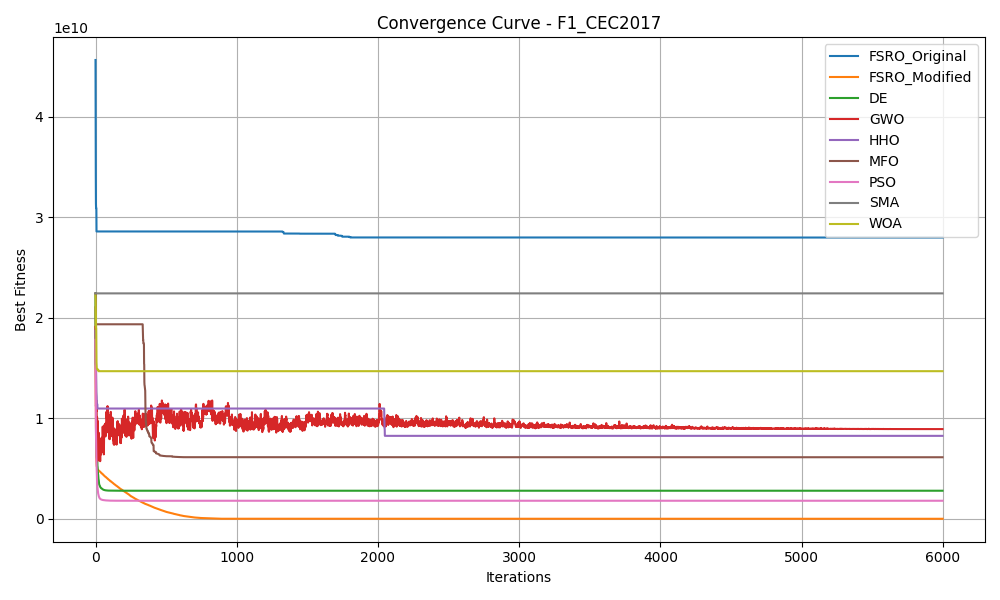 Convergence Curve - F1_CEC2017
1e10
FSRO_Original
FSRO_Modified
DE
GWO
HHO
MFO
PSO
SMA
WOA
Best Fitness
4
3
2
1
0
0 1000 2000 3000 4000 5000 6000
Iterations